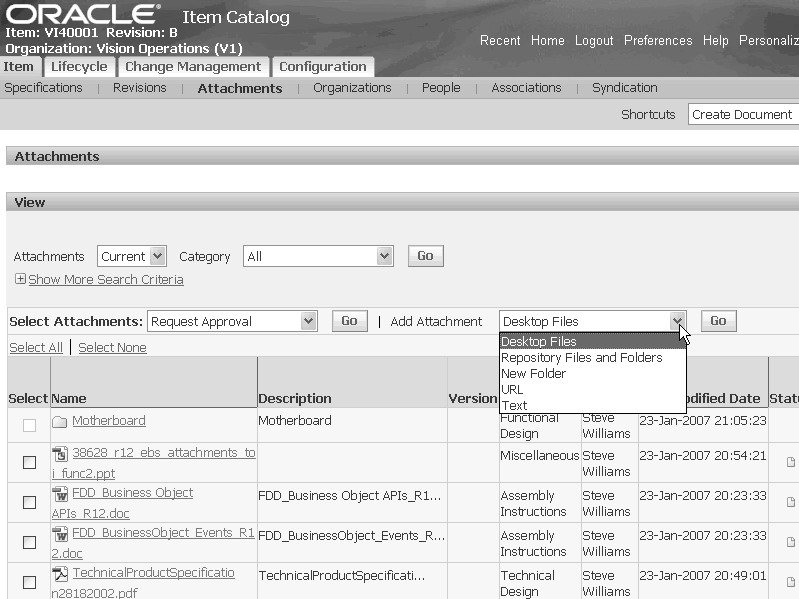 ORACLE® Item Catalog
Item: VI40001 Revision: B
Organization: Vision Operations (V1)
Recent Home Logout Preferences Help Personaliz
Item Lifecycle Change Management Configuration
Specifications | Revisions | Attachments | Organizations | People | Associations | Syndication
Shortcuts Create Document
Attachments
View
Attachments Current Category All Go
Show More Search Criteria
Select Attachments: Request Approval Go | Add Attachment Desktop Files Go
Desktop Files
Repository Files and Folders
New Folder
URL
Text
Select All | Select None
Select Name Description Version odified Date Statu
Motherboard Motherboard Functional Design Steve Williams 23-Jan-2007 21:05:23
38628_r12_ebs_attachments_to
i_func2.ppt
Miscellaneous Steve Williams 23-Jan-2007 20:54:21
FDD_Business Object
APIs_R12.doc
FDD_Business Object APIs_R1... Assembly Instructions Steve Williams 23-Jan-2007 20:23:33
FDD_BusinessObject_Events_R1
2.doc
FDD_BusinessObject_Events_R... Assembly Instructions Steve Williams 23-Jan-2007 20:23:33
TechnicalProductSpecificatio
n28182002.pdf
TechnicalProductSpecificati... Technical Design Steve Williams 23-Jan-2007 20:49:01